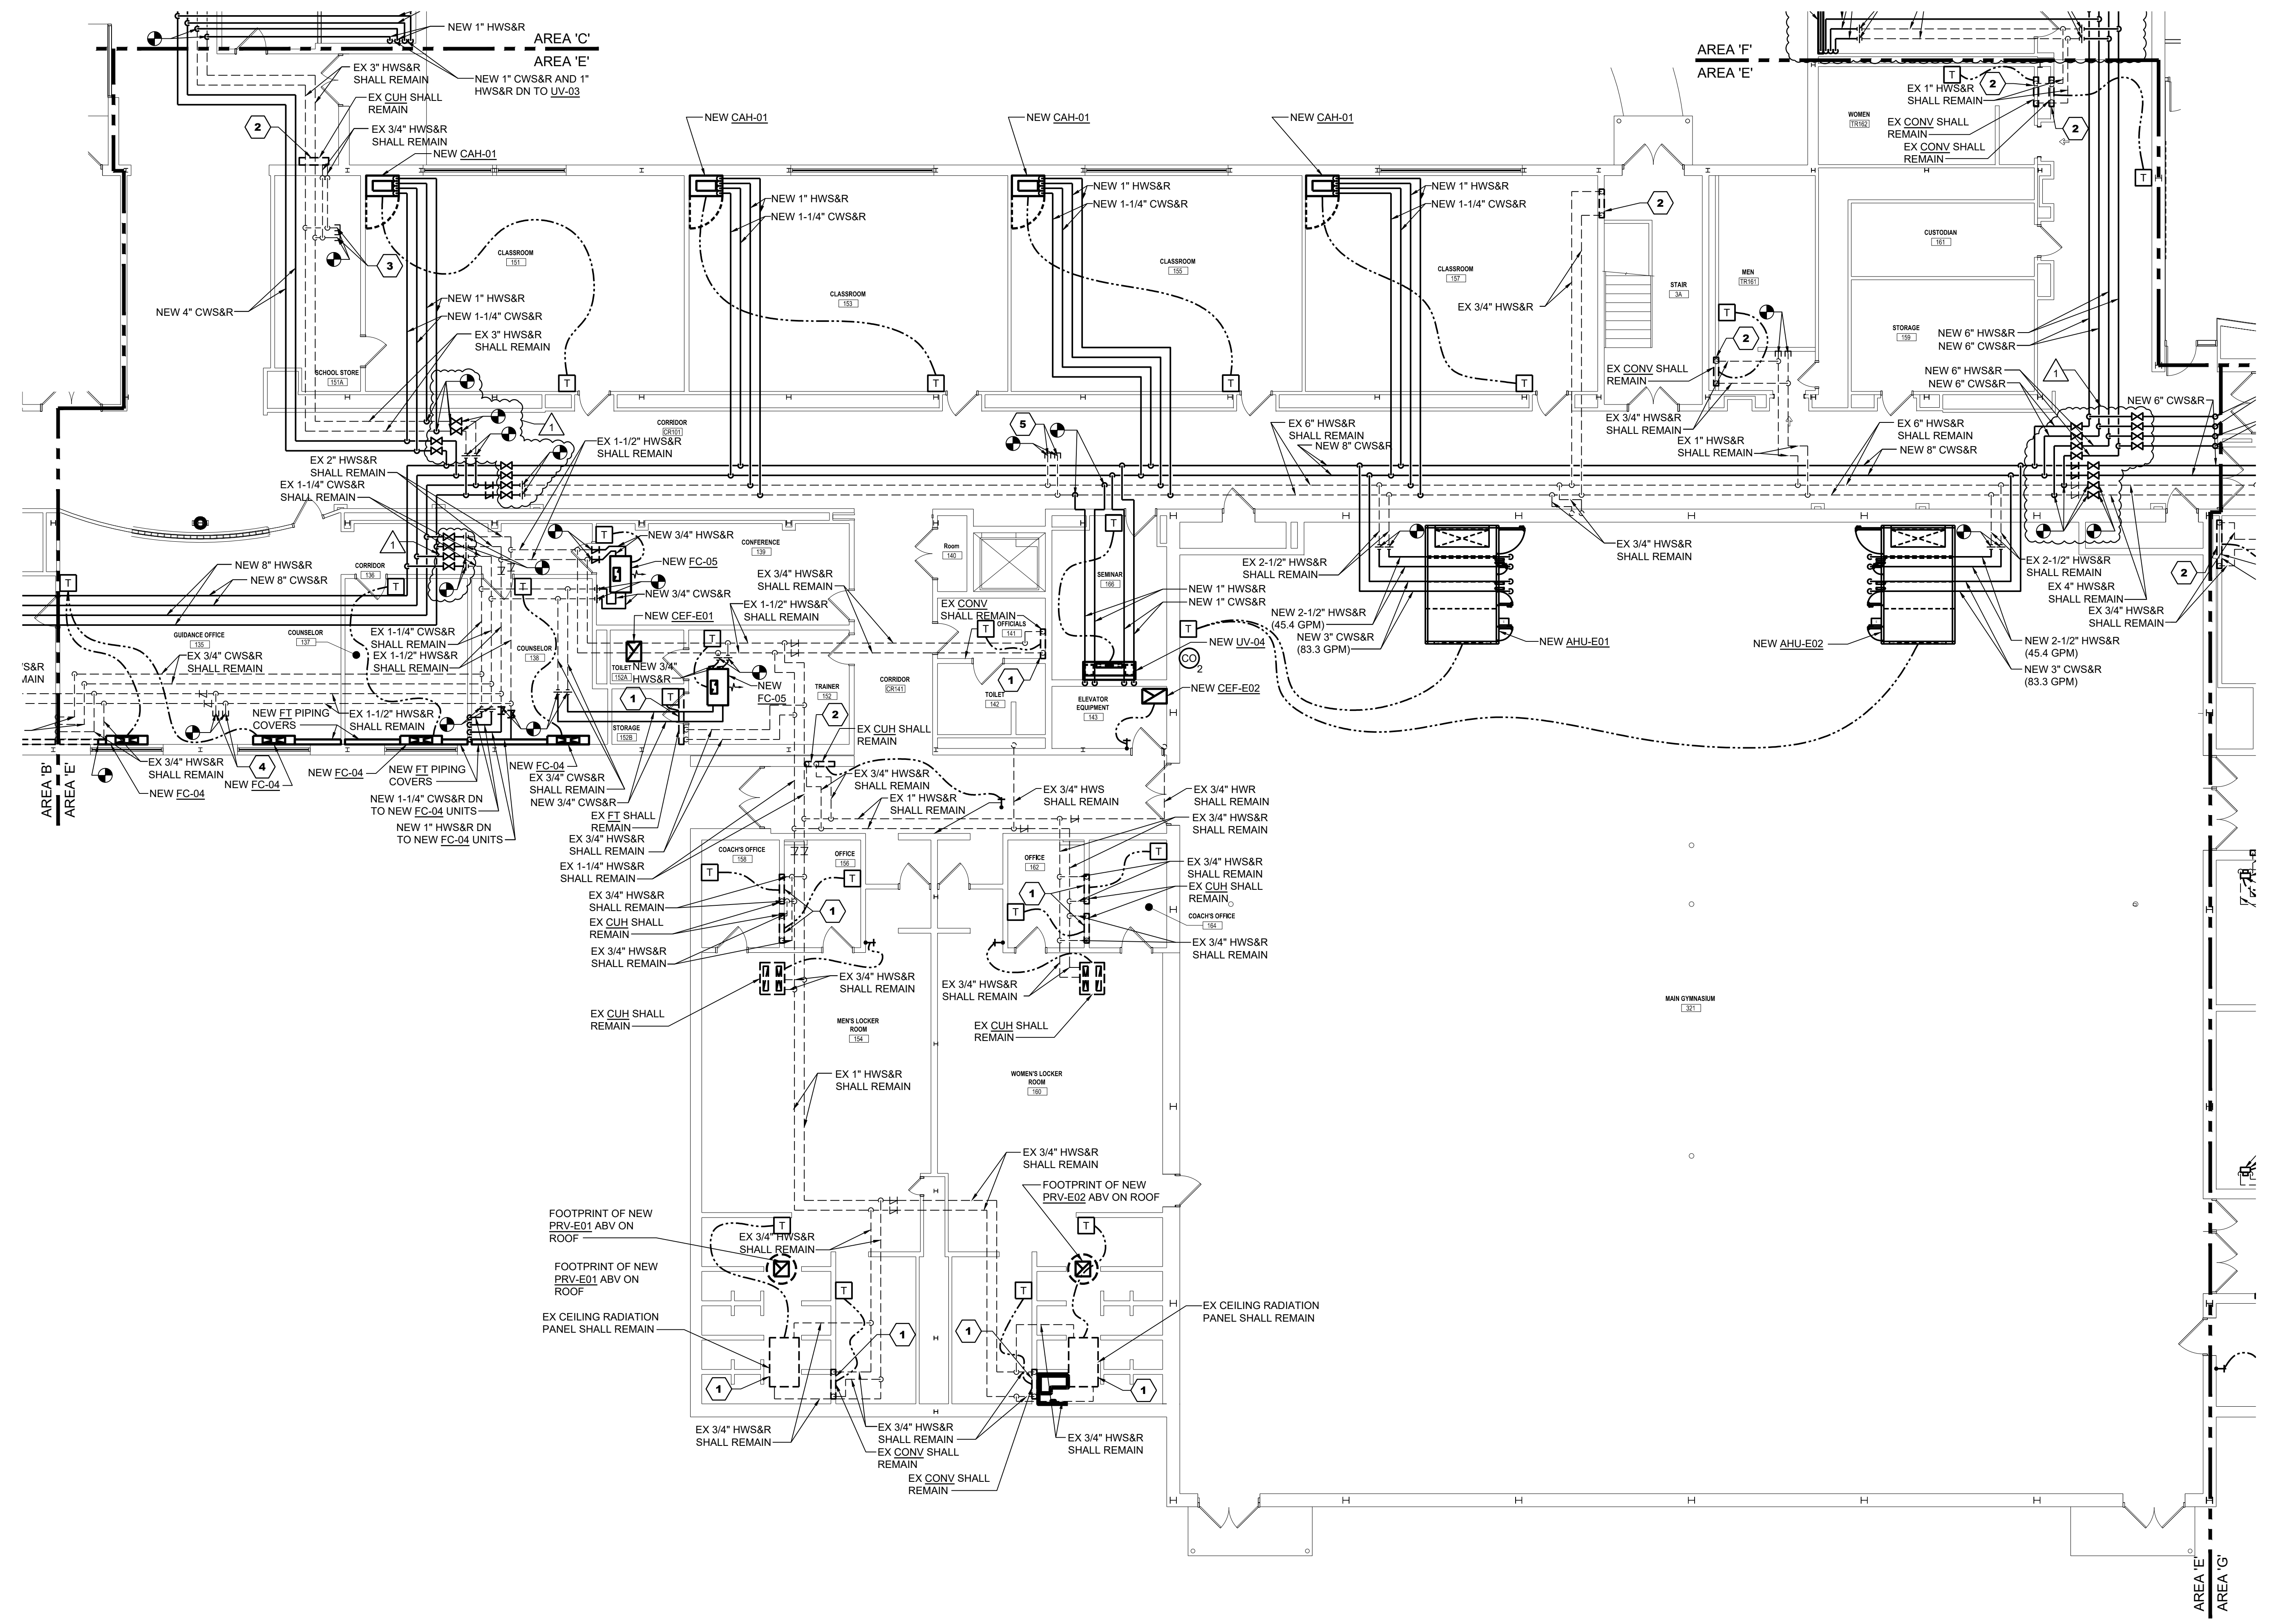 NEW 1" HWS&R
AREA 'C'
AREA 'E'
EX 3" HWS&R
SHALL REMAIN
NEW 1" CWS&R AND 1"
HWS&R DN TO UV-03
EX CUH SHALL
REMAIN
2
EX 3/4" HWS&R
SHALL REMAIN
NEW CAH-01
NEW CAH-01
NEW CAH-01
NEW CAH-01
AREA 'F'
AREA 'E'
T
2
EX 1" HWS&R
SHALL REMAIN
WOMEN
TR162
EX CONV SHALL
REMAIN
2
EX CONV SHALL
REMAIN
T
NEW 1" HWS&R
NEW 1-1/4" CWS&R
NEW 1" HWS&R
NEW 1-1/4" CWS&R
NEW 1" HWS&R
NEW 1-1/4" CWS&R
2
CUSTODIAN
161
3
CLASSROOM
151
CLASSROOM
153
CLASSROOM
155
CLASSROOM
157
STAIR
3A
MEN
TR161
NEW 4" CWS&R
NEW 1" HWS&R
NEW 1-1/4" CWS&R
EX 3" HWS&R
SHALL REMAIN
EX 3/4" HWS&R
T
2
STORAGE
159
NEW 6" HWS&R
NEW 6" CWS&R
SCHOOL STORE
151A
T
T
T
T
EX CONV SHALL
REMAIN
NEW 6" HWS&R
NEW 6" CWS&R
1
NEW 6" CWS&R
EX 3/4" HWS&R
SHALL REMAIN
EX 1" HWS&R
SHALL REMAIN
1
CORRIDOR
CR101
5
EX 6" HWS&R
SHALL REMAIN
NEW 8" CWS&R
EX 6" HWS&R
SHALL REMAIN
NEW 8" CWS&R
EX 1-1/2" HWS&R
SHALL REMAIN
EX 2" HWS&R
SHALL REMAIN
EX 1-1/4" CWS&R
SHALL REMAIN
1
T
NEW 3/4" HWS&R
CONFERENCE
139
Room
140
T
NEW FC-05
EX 3/4" HWS&R
SHALL REMAIN
EX 3/4" HWS&R
SHALL REMAIN
EX 2-1/2" HWS&R
SHALL REMAIN
EX 2-1/2" HWS&R
SHALL REMAIN
2
NEW 8" HWS&R
NEW 8" CWS&R
CORRIDOR
136
T
T
T
NEW 3/4" CWS&R
SEMINAR
166
NEW 1" HWS&R
NEW 1" CWS&R
EX 4" HWS&R
SHALL REMAIN
EX 3/4" HWS&R
SHALL REMAIN
EX 1-1/2" HWS&R
SHALL REMAIN
EX CONV
SHALL REMAIN
NEW CEF-E01
NEW 2-1/2" HWS&R
(45.4 GPM)
NEW 3" CWS&R
(83.3 GPM)
NEW AHU-E01
NEW AHU-E02
NEW 2-1/2" HWS&R
(45.4 GPM)
NEW 3" CWS&R
(83.3 GPM)
GUIDANCE OFFICE
135
COUNSELOR
137
EX 1-1/4" CWS&R
SHALL REMAIN
EX 1-1/2" HWS&R
SHALL REMAIN
COUNSELOR
138
T
T
OFFICIALS
141
T
NEW UV-04
CO
2
EX 3/4" CWS&R
SHALL REMAIN
TOILET
152A
NEW 3/4"
HWS&R
'S&R
MAIN
1
T
NEW
FC-05
TRAINER
152
CORRIDOR
CR141
1
TOILET
142
ELEVATOR
EQUIPMENT
143
NEW CEF-E02
NEW FT PIPING
COVERS
EX 1-1/2" HWS&R
SHALL REMAIN
STORAGE
152B
2
EX CUH SHALL
REMAIN
AREA 'B'
AREA 'E'
EX 3/4" HWS&R
SHALL REMAIN
4
NEW FC-04
NEW FC-04
NEW FC-04
NEW FT PIPING
COVERS
NEW FC-04
EX 3/4" CWS&R
SHALL REMAIN
NEW 3/4" CWS&R
EX 3/4" HWS&R
SHALL REMAIN
EX 1" HWS&R
SHALL REMAIN
EX 3/4" HWS
SHALL REMAIN
EX 3/4" HWR
SHALL REMAIN
NEW 1-1/4" CWS&R DN
TO NEW FC-04 UNITS
EX FT SHALL
REMAIN
NEW 1" HWS&R DN
TO NEW FC-04 UNITS
EX 3/4" HWS&R
SHALL REMAIN
EX 3/4" HWS&R
SHALL REMAIN
EX 1-1/4" HWS&R
SHALL REMAIN
COACH'S OFFICE
158
OFFICE
156
OFFICE
162
T
EX 3/4" HWS&R
SHALL REMAIN
T
T
1
EX CUH SHALL
REMAIN
EX 3/4" HWS&R
SHALL REMAIN
1
T
COACH'S OFFICE
164
EX CUH SHALL
REMAIN
EX 3/4" HWS&R
SHALL REMAIN
EX 3/4" HWS&R
SHALL REMAIN
EX 3/4" HWS&R
SHALL REMAIN
EX 3/4" HWS&R
SHALL REMAIN
EX CUH SHALL
REMAIN
MEN'S LOCKER
ROOM
154
EX CUH SHALL
REMAIN
MAIN GYMNASIUM
321
EX 1" HWS&R
SHALL REMAIN
WOMEN'S LOCKER
ROOM
160
EX 3/4" HWS&R
SHALL REMAIN
FOOTPRINT OF NEW
PRV-E02 ABV ON ROOF
FOOTPRINT OF NEW
PRV-E01 ABV ON
ROOF
T
T
EX 3/4" HWS&R
SHALL REMAIN
FOOTPRINT OF NEW
PRV-E01 ABV ON
ROOF
T
T
EX CEILING RADIATION
PANEL SHALL REMAIN
1
1
EX CEILING RADIATION
PANEL SHALL REMAIN
1
1
EX 3/4" HWS&R
SHALL REMAIN
EX 3/4" HWS&R
SHALL REMAIN
EX CONV SHALL
REMAIN
EX 3/4" HWS&R
SHALL REMAIN
EX CONV SHALL
REMAIN
AREA 'E'
AREA 'G'